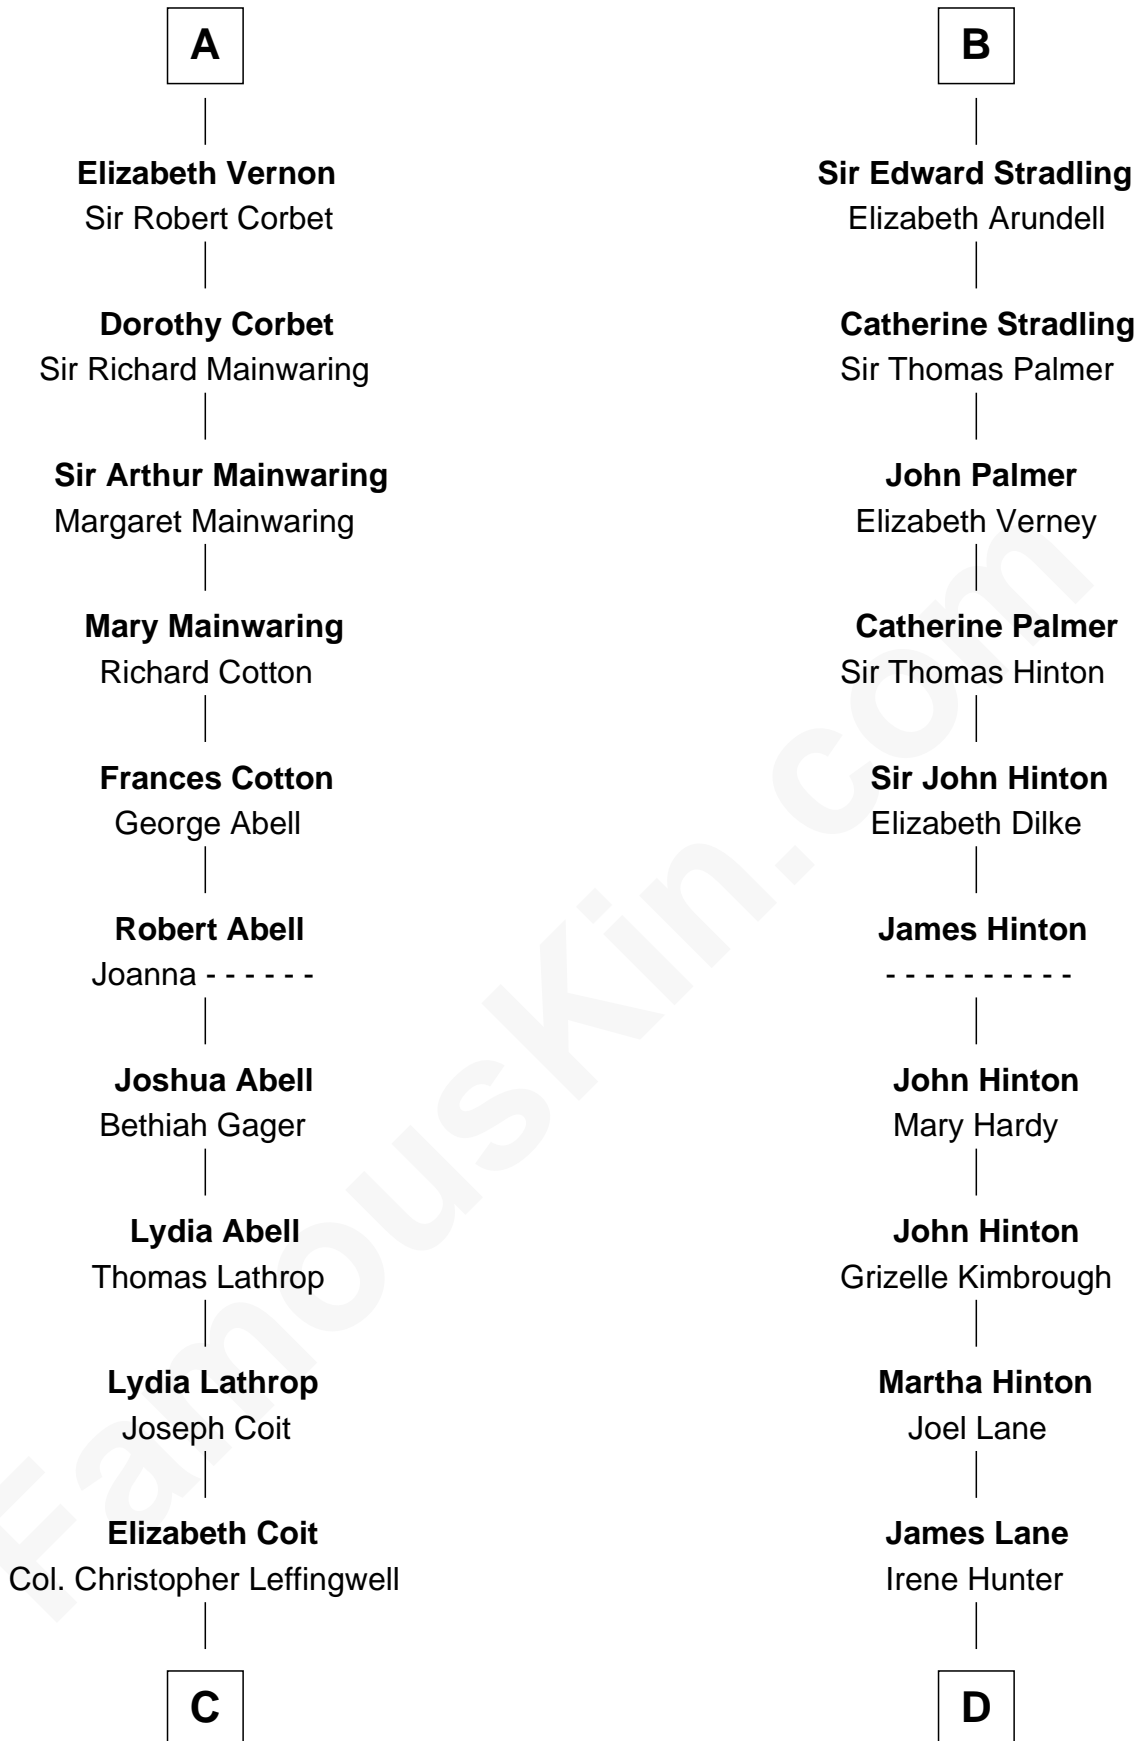 A
Elizabeth Vernon
Sir Robert Corbet
Dorothy Corbet
Sir Richard Mainwaring
Sir Arthur Mainwaring
Margaret Mainwaring
Mary Mainwaring
Richard Cotton
Frances Cotton
George Abell
Robert Abell
Joanna - - - - - -
Joshua Abell
Bethiah Gager
Lydia Abell
Thomas Lathrop
Lydia Lathrop
Joseph Coit
Elizabeth Coit
Col. Christopher Leffingwell
C
B
Sir Edward Stradling
Elizabeth Arundell
Catherine Stradling
Sir Thomas Palmer
John Palmer
Elizabeth Verney
Catherine Palmer
Sir Thomas Hinton
Sir John Hinton
Elizabeth Dilke
James Hinton
- - - - - - - - - -
John Hinton
Mary Hardy
John Hinton
Grizelle Kimbrough
Martha Hinton
Joel Lane
James Lane
Irene Hunter
D
FamousKin.com